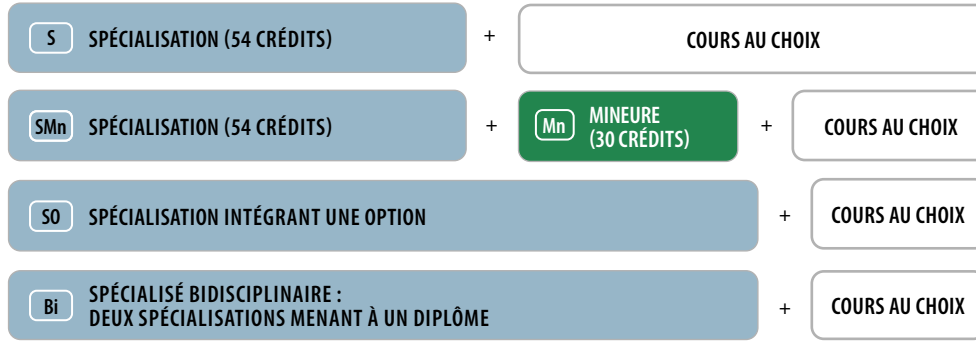 S SPÉCIALISATION (54 CRÉDITS) + COURS AU CHOIX
SMn SPÉCIALISATION (54 CRÉDITS) + Mn MINEURE (30 CRÉDITS) + COURS AU CHOIX
SO SPÉCIALISATION INTÉGRANT UNE OPTION + COURS AU CHOIX
Bi SPÉCIALISÉ BIDISCIPLINAIRE :
DEUX SPÉCIALISATIONS MENANT À UN DIPLÔME + COURS AU CHOIX